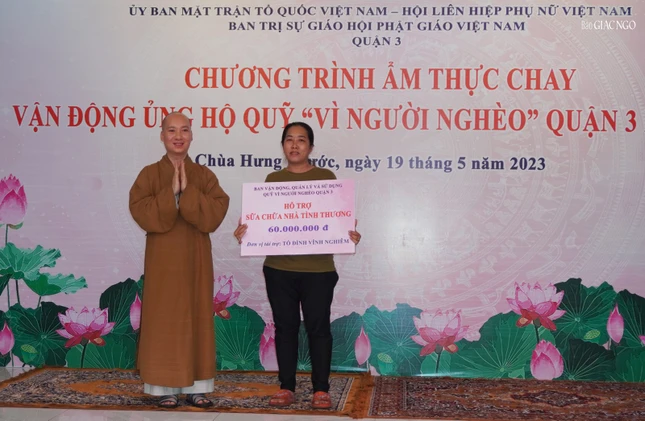 ỦY BAN MẶT TRẬN TỔ QUỐC VIỆT NAM – HỘI LIÊN HIỆP PHỤ NỮ VIỆT NAM
BAN TRỊ SỰ GIÁO HỘI PHẬT GIÁO VIỆT NAM
QUẬN 3
Báo GIÁC NGỘ
CHƯƠNG TRÌNH ẨM THỰC CHAY
VẬN ĐỘNG ỦNG HỘ QUỸ “VÌ NGƯỜI NGHÈO” QUẬN 3
Chùa Hưng ước, ngày 19 tháng 5 năm 2023
BAN VẬN ĐỘNG, QUẢN LÝ VÀ SỬ DỤNG
QUỸ VÌ NGƯỜI NGHÈO QUẬN 3
HỖ TRỢ
SỬA CHỮA NHÀ TÌNH THƯƠNG
60.000.000 đ
Đơn vị tài trợ: TỔ ĐÌNH VĨNH NGHIÊM